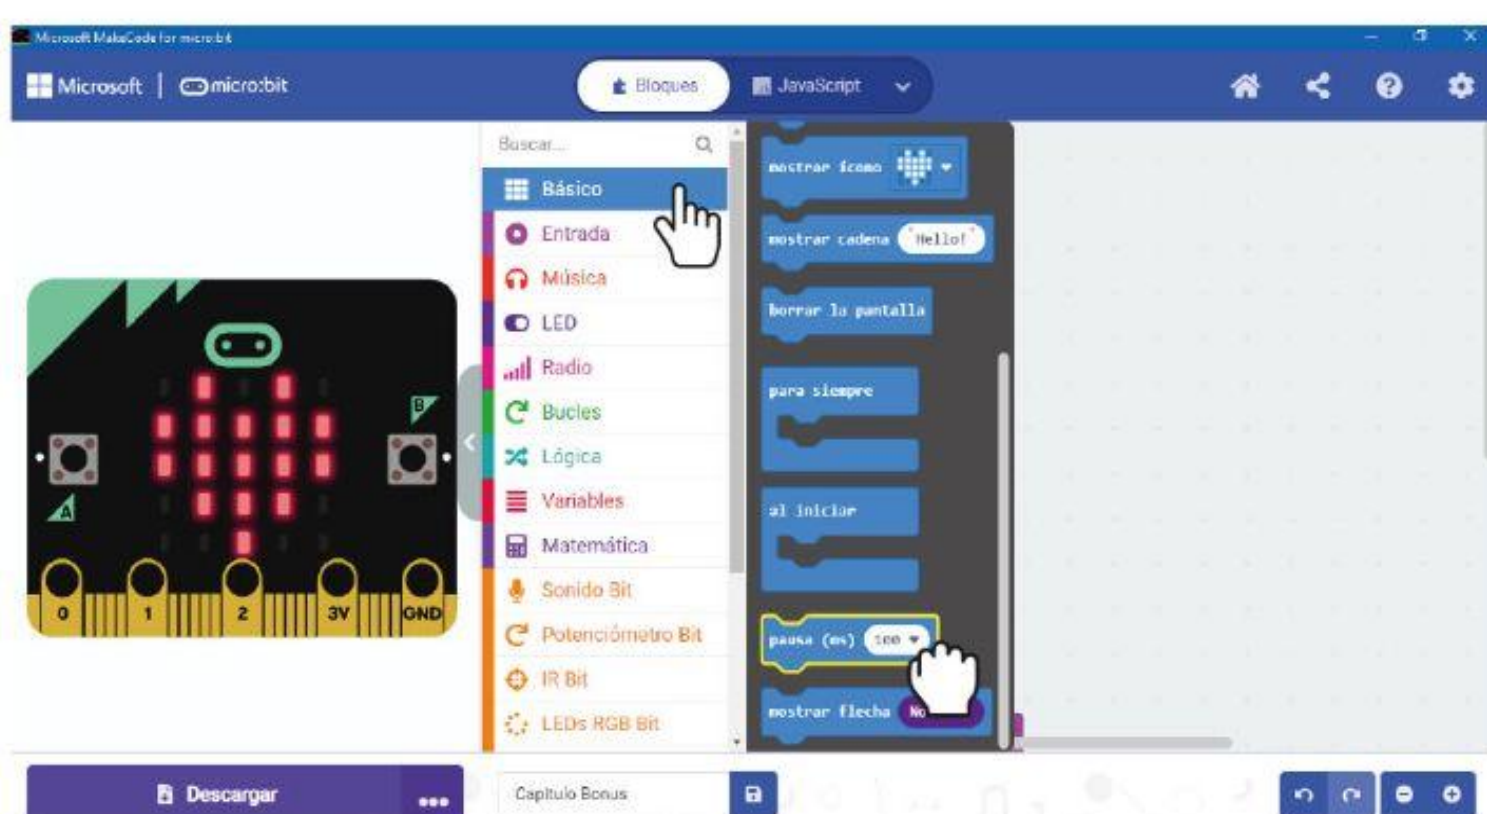 Microsoft MakeCode for micro:bit
Microsoft | micro:bit
Bloques
JavaScript
Buscar...
Básico
Entrada
Música
LED
Radio
Bucles
Lógica
Variables
Matemática
Sonido Bit
Potenciómetro Bit
IR Bit
LEDs RGB Bit
mostrar ícono
mostrar cadena "Hello!"
borrar la pantalla
para siempre
al iniciar
pausa (ms) 100
mostrar flecha
B
A
0 1 2 3V GND
Descargar
Capitulo Bonus